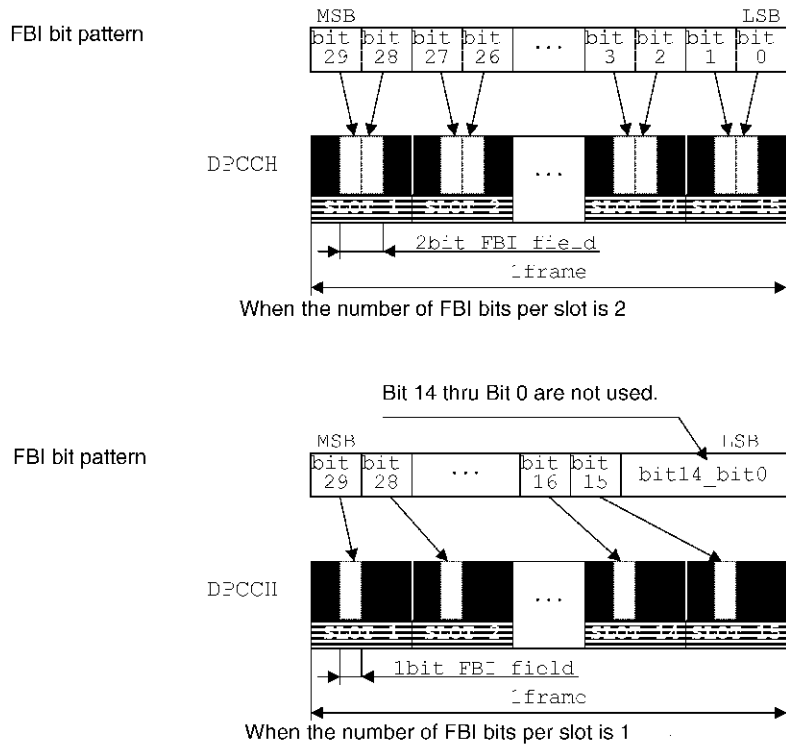 MSB LSB
FBI bit pattern
bit 29 bit 28 bit 27 bit 26 ... bit 3 bit 2 bit 1 bit 0
DPCCH
...
SLOT 1 SLOT 2 SLOT 14 SLOT 15
2bit FBI field
1frame
When the number of FBI bits per slot is 2
Bit 14 thru Bit 0 are not used.
MSB LSB
FBI bit pattern
bit 29 bit 28 ... bit 16 bit 15 bit14_bit0
DPCCH
...
SLOT 1 SLOT 2 SLOT 14 SLOT 15
1bit FBI field
1frame
When the number of FBI bits per slot is 1